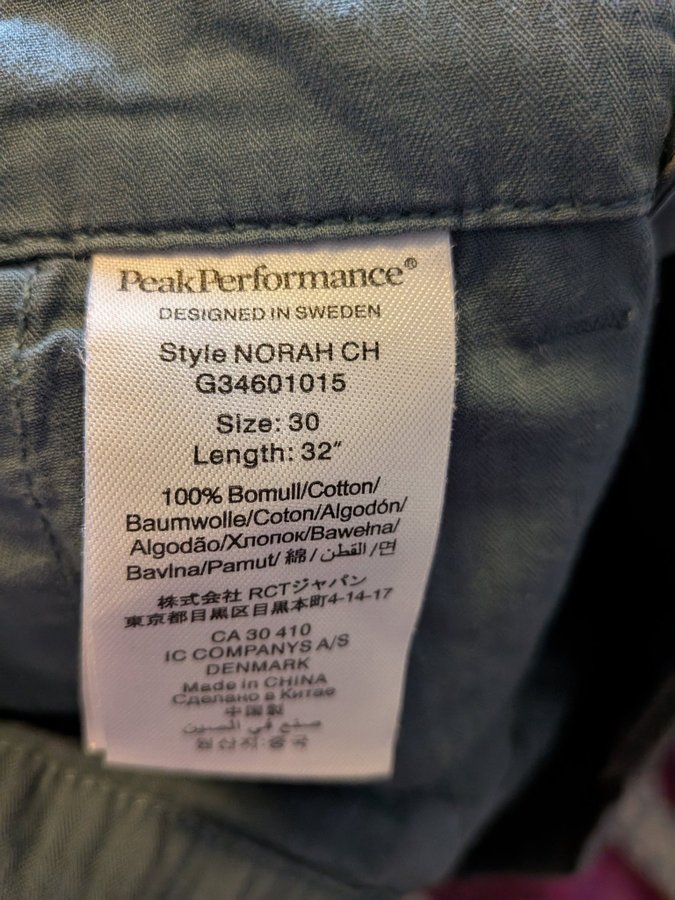 PeakPerformance®
DESIGNED IN SWEDEN
Style NORAH CH
G34601015
Size: 30
Length: 32"
100% Bomull/Cotton/
Baumwolle/Coton/Algodón/
Algodão/Хлопок/Bawełna/
Bavlna/Pamut/ 綿 / القطن /면
株式会社 RCTジャパン
東京都目黒区目黒本町4-14-17
CA 30 410
IC COMPANYS A/S
DENMARK
Made in CHINA
Сделано в Китае
中国製
صنع في الصين
원산지:중국